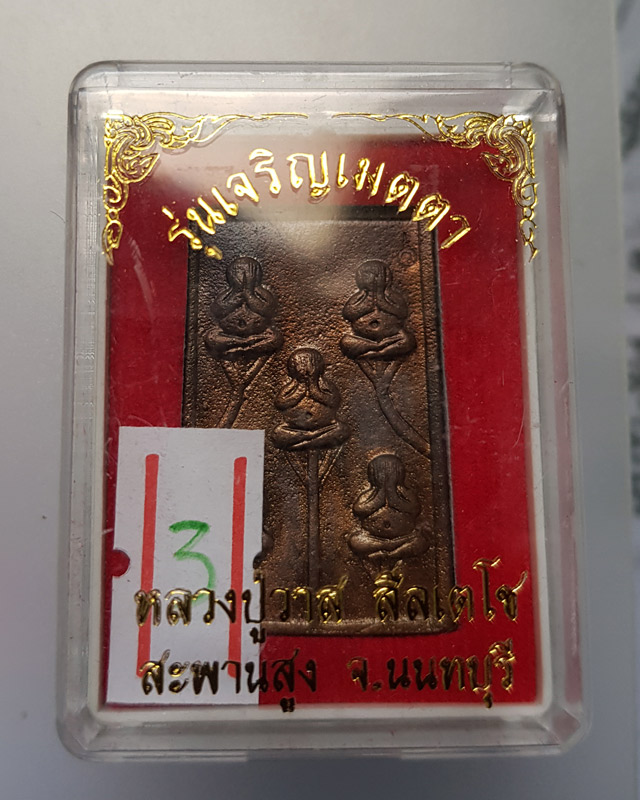 รุ่นเจริญเมตตา
3
หลวงปู่วาส สีลเตโช
สะพานสูง จ.นนทบุรี